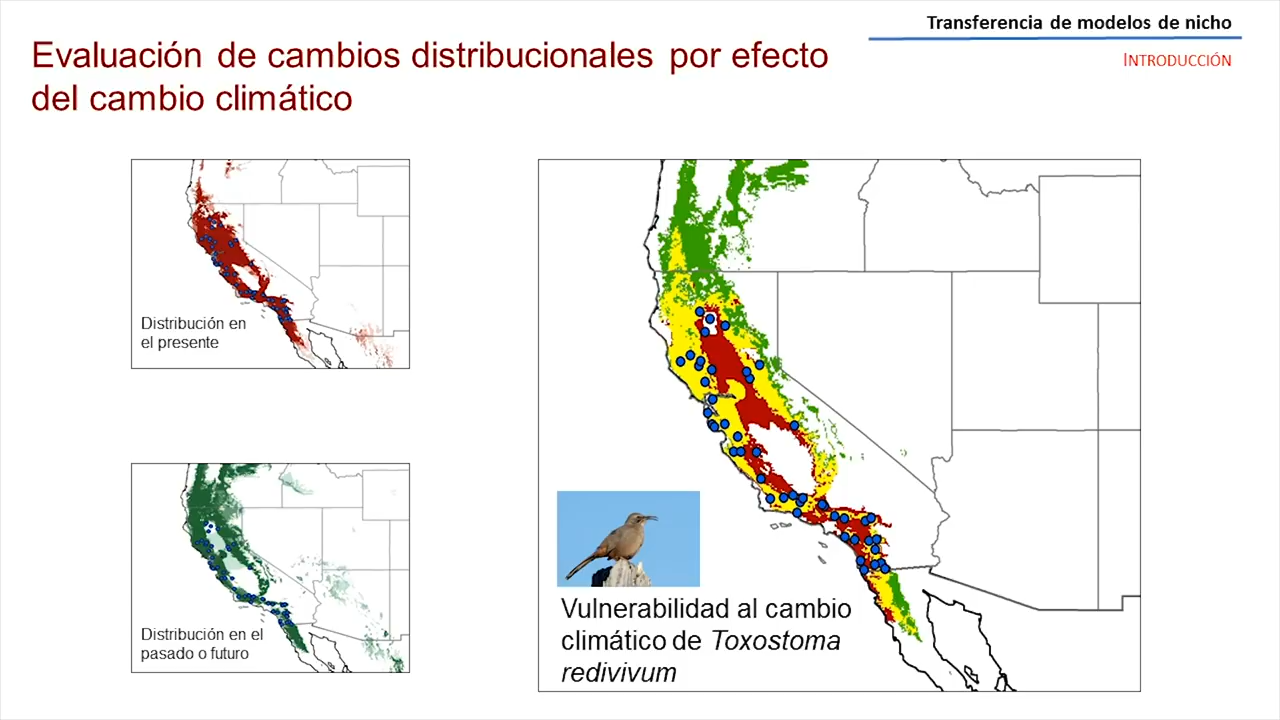 Transferencia de modelos de nicho
INTRODUCCIÓN
Evaluación de cambios distribucionales por efecto
del cambio climático
Distribución en
el presente
Distribución en el
pasado o futuro
Vulnerabilidad al cambio
climático de Toxostoma
redivivum